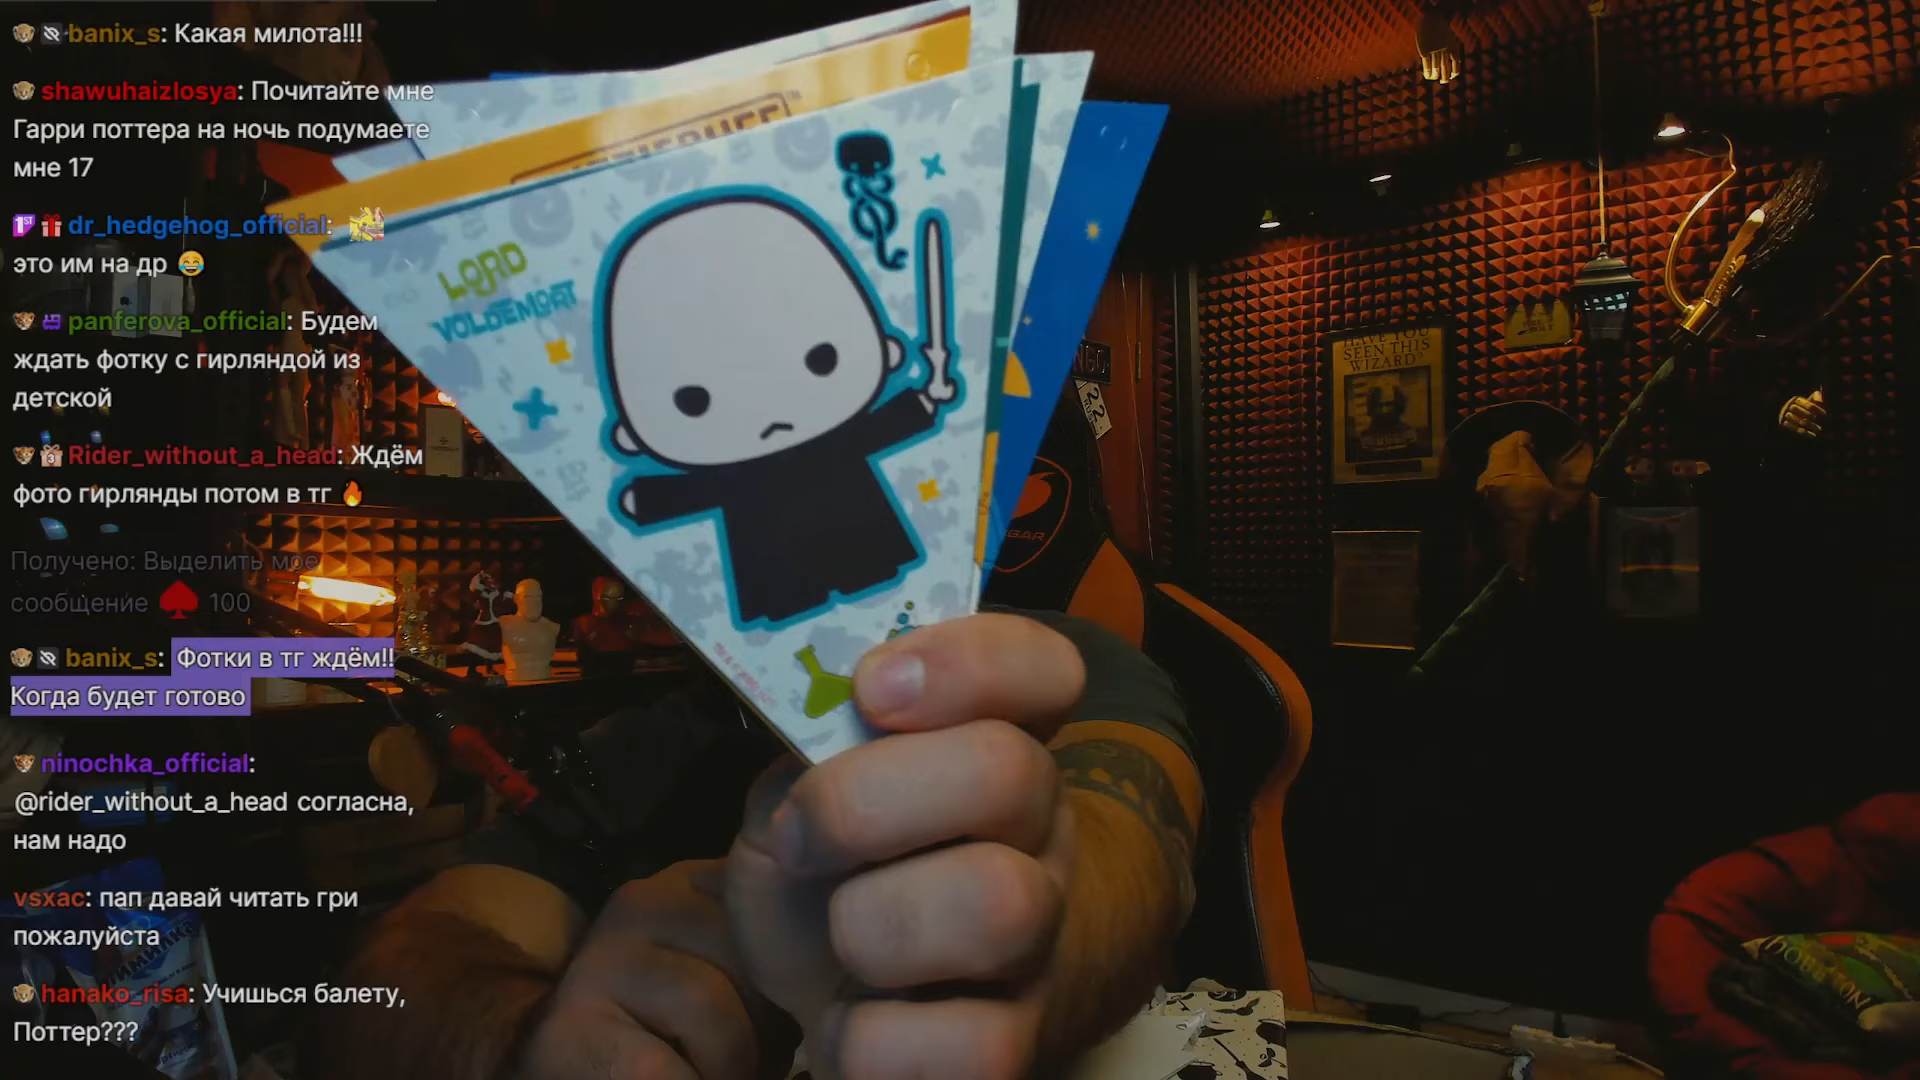 banix_s: Какая милота!!!
shawuhaizlosya: Почитайте мне
Гарри поттера на ночь подумаете
мне 17
dr_hedgehog_official:
это им на др 😂
panferova_official: Будем
ждать фотку с гирляндой из
детской
Rider_without_a_head: Ждём
фото гирлянды потом в тг 🔥
Получено: Выделить мое
сообщение ♠ 100
banix_s: Фотки в тг ждём!!
Когда будет готово
ninochka_official:
@rider_without_a_head согласна,
нам надо
vsxac: пап давай читать гри
пожалуйста
hanako_risa: Учишься балету,
Поттер???
LORD
VOLDEMORT
HAVE YOU
SEEN THIS
WIZARD?
22